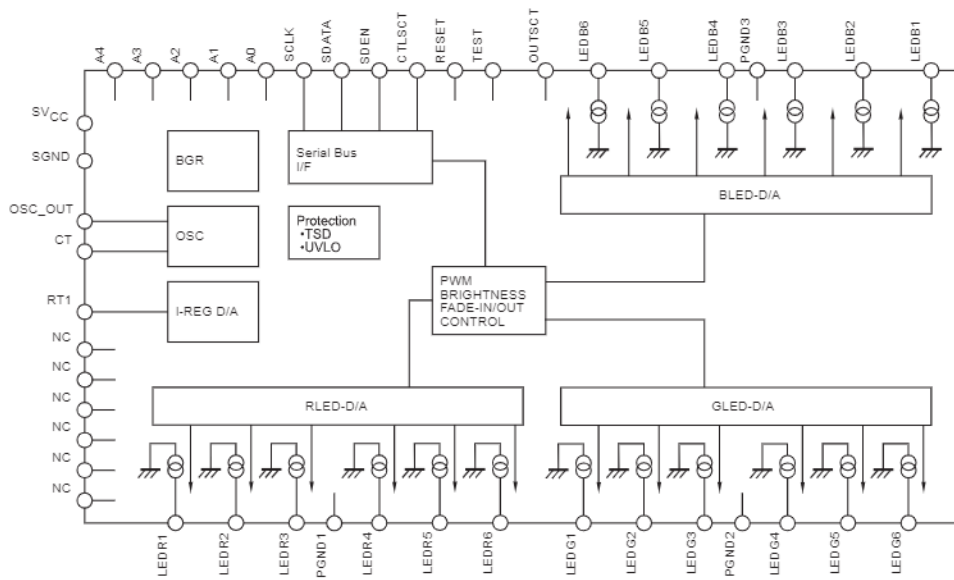 A4
A3
A2
A1
A0
SCLK
SDATA
SDEN
CTLSCT
RESET
TEST
OUTSCT
LEDB6
LEDB5
LEDB4
PGND3
LEDB3
LEDB2
LEDB1
SVCC
SGND
OSC_OUT
CT
RT1
NC
NC
NC
NC
NC
NC
BGR
Serial Bus
I/F
OSC
Protection
•TSD
•UVLO
I-REG D/A
BLED-D/A
PWM
BRIGHTNESS
FADE-IN/OUT
CONTROL
RLED-D/A
GLED-D/A
LEDR1
LEDR2
LEDR3
PGND1
LEDR4
LEDR5
LEDR6
LEDG1
LEDG2
LEDG3
PGND2
LEDG4
LEDG5
LEDG6